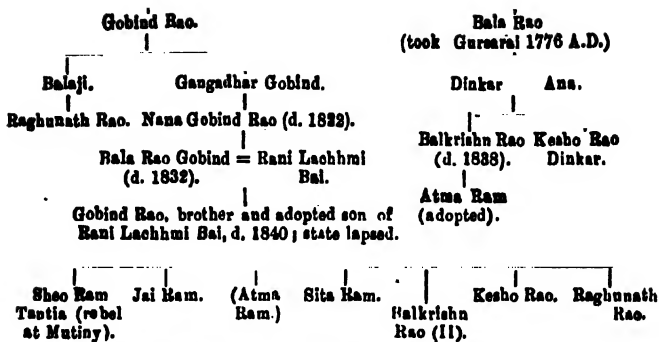 Gobind Rao.
Bala Rao
(took Gursarai 1776 A.D.)
Balaji.
Gangadhar Gobind.
Dinkar
Ana.
Raghunath Rao.
Nana Gobind Rao (d. 1822).
Balkrishn Rao
(d. 1838).
Kesho Rao
Dinkar.
Bala Rao Gobind = Rani Lachhmi
(d. 1832). Bai.
Atma Ram
(adopted).
Gobind Rao, brother and adopted son of
Rani Lachhmi Bai, d. 1840; state lapsed.
Sheo Ram
Tantia (rebel
at Mutiny).
Jai Ram.
(Atma
Ram.)
Sita Ram.
Balkrishn
Rao (II).
Kesho Rao.
Raghunath
Rao.